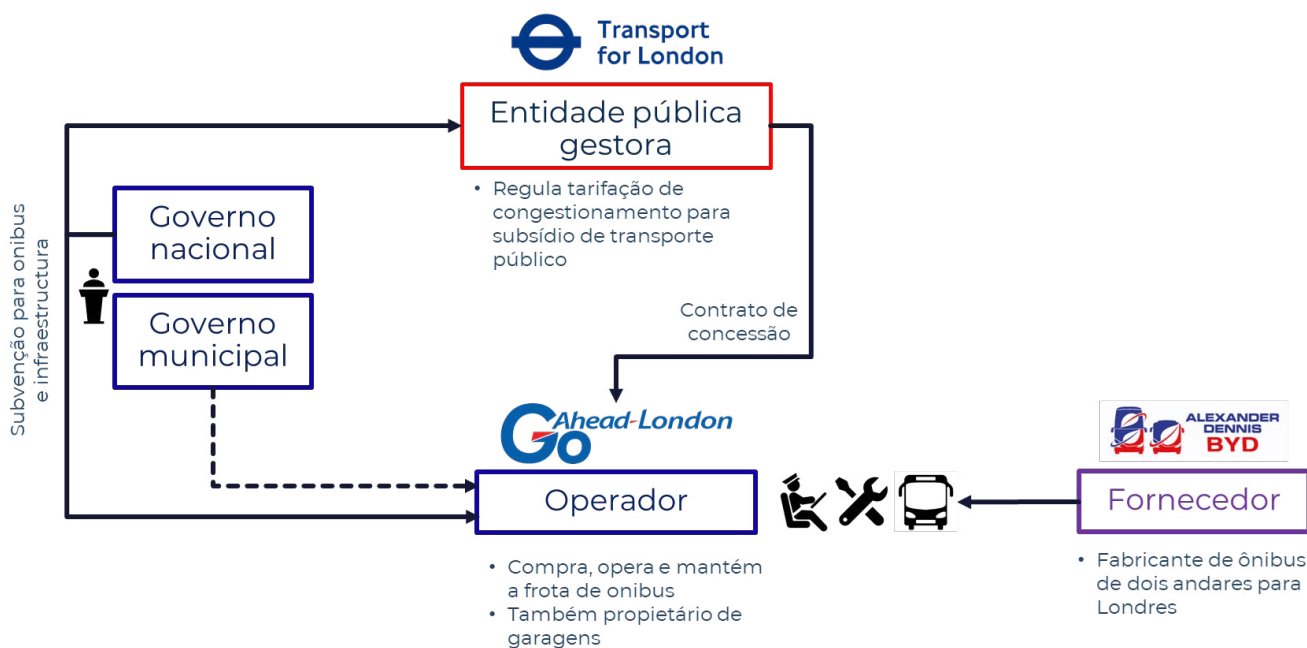 Transport
for London
Entidade pública
gestora
• Regula tarifação de
congestionamento para
subsídio de transporte
público
Subvenção para onibus
e infraestructura
Governo
nacional
Governo
municipal
Contrato de
concessão
Go Ahead-London
Operador
• Compra, opera e mantém
a frota de onibus
• Também propietário de
garagens
ALEXANDER
DENNIS
BYD
Fornecedor
• Fabricante de ônibus
de dois andares para
Londres